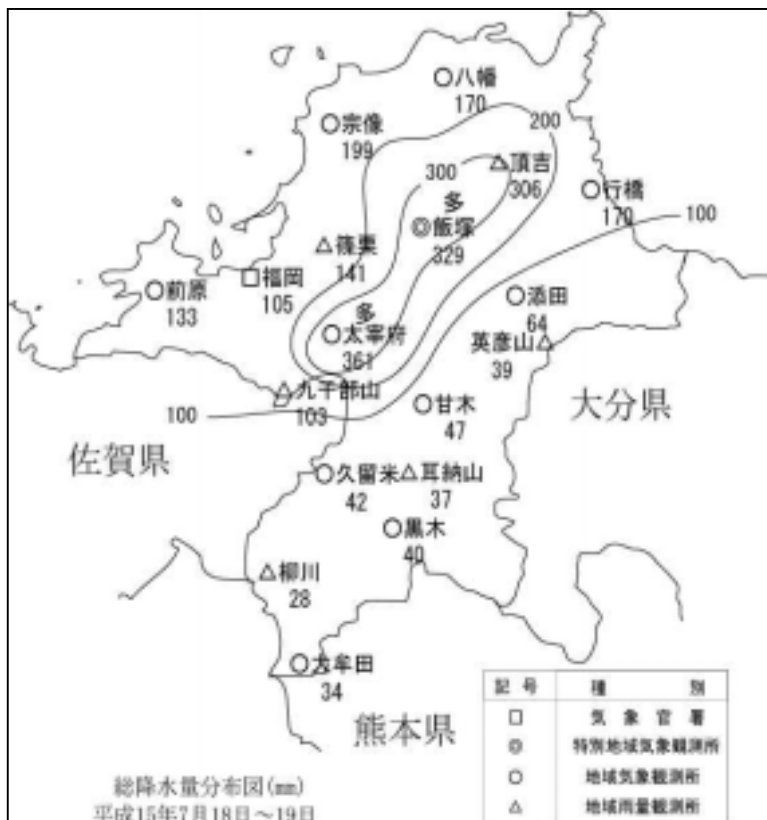 八幡
170
宗像
199
200
300
頂吉
306
行橋
170
100
多
飯塚
329
篠栗
141
福岡
105
前原
133
添田
64
多
太宰府
361
英彦山
39
九千部山
103
100
甘木
47
大分県
佐賀県
久留米
42
耳納山
37
黒木
40
柳川
28
大牟田
34
熊本県
記号 種別
□ 気象官署
◎ 特別地域気象観測所
○ 地域気象観測所
△ 地域雨量観測所
総降水量分布図(mm)
平成15年7月18日～19日